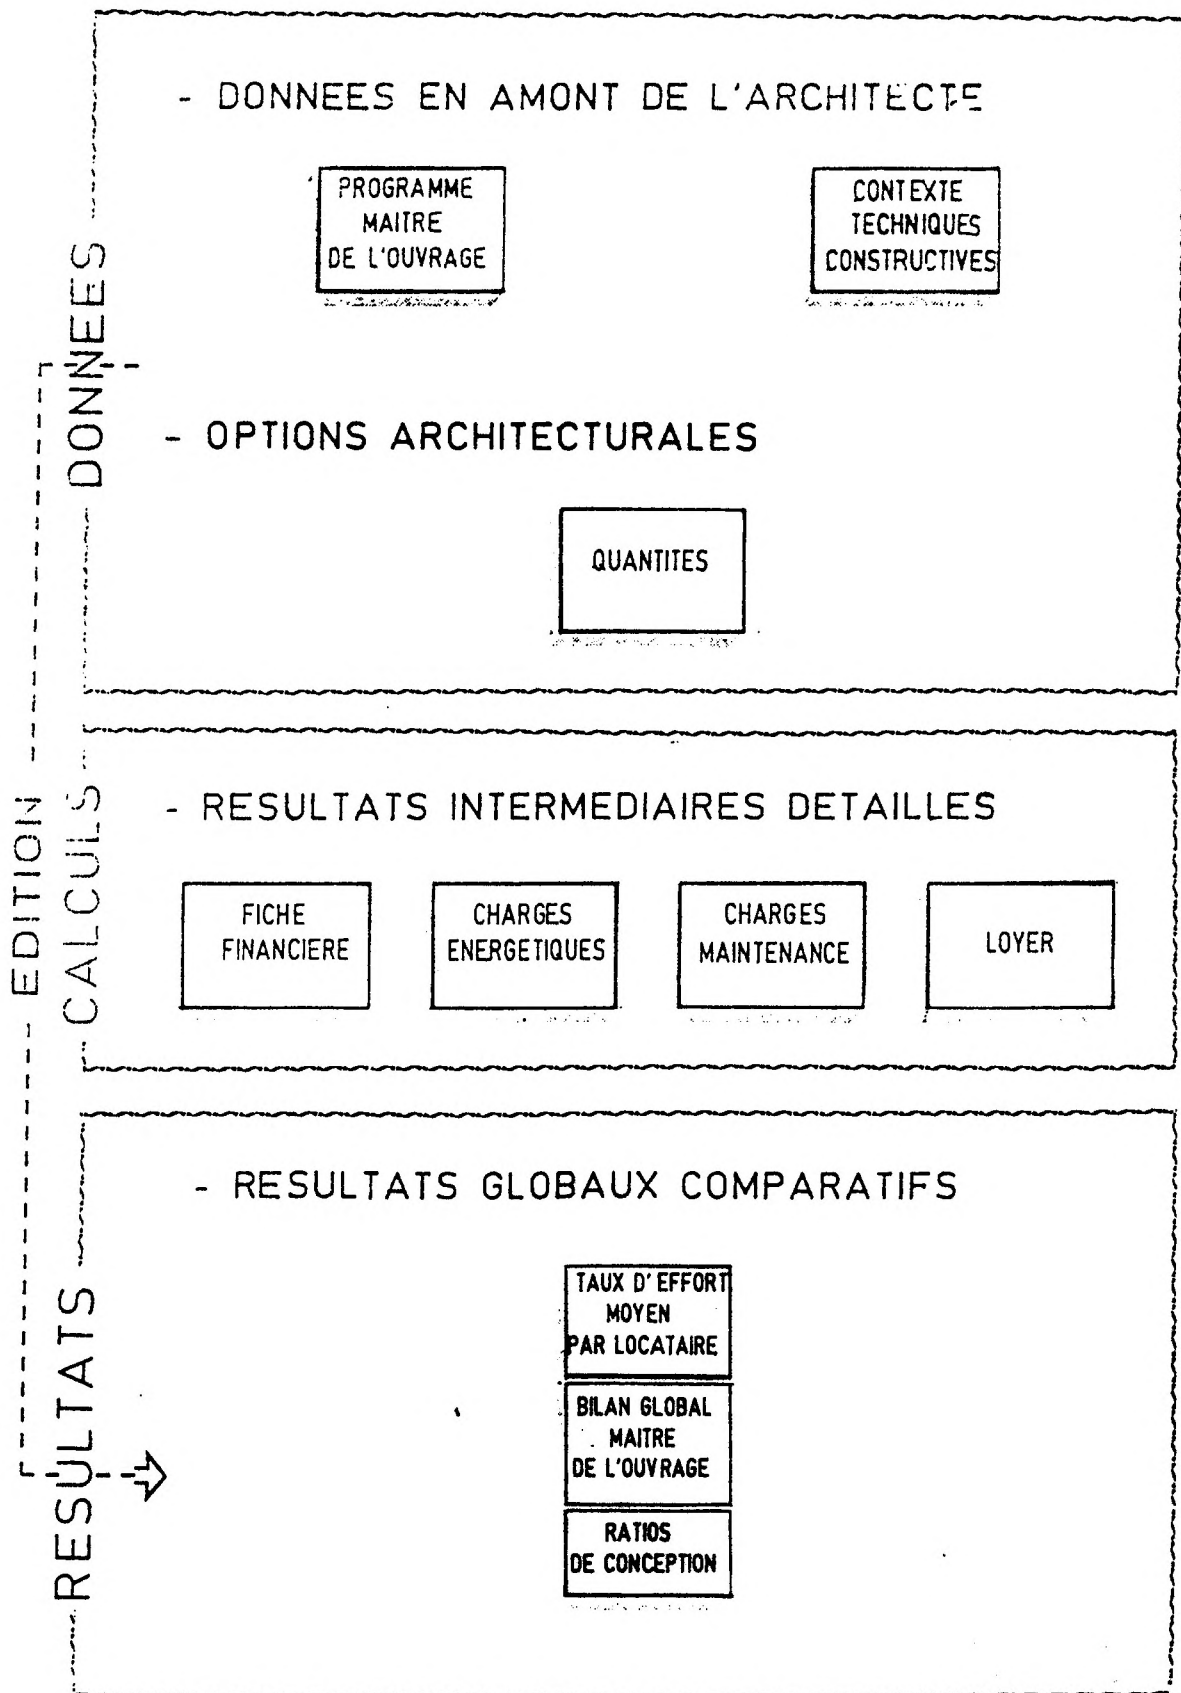 - DONNEES EN AMONT DE L'ARCHITECTE
PROGRAMME
MAITRE
DE L'OUVRAGE
CONTEXTE
TECHNIQUES
CONSTRUCTIVES
DONNEES
- OPTIONS ARCHITECTURALES
QUANTITES
EDITION
CALCULS
- RESULTATS INTERMEDIAIRES DETAILLES
FICHE
FINANCIERE
CHARGES
ENERGETIQUES
CHARGES
MAINTENANCE
LOYER
RESULTATS
- RESULTATS GLOBAUX COMPARATIFS
TAUX D'EFFORT
MOYEN
PAR LOCATAIRE
BILAN GLOBAL
MAITRE
DE L'OUVRAGE
RATIOS
DE CONCEPTION